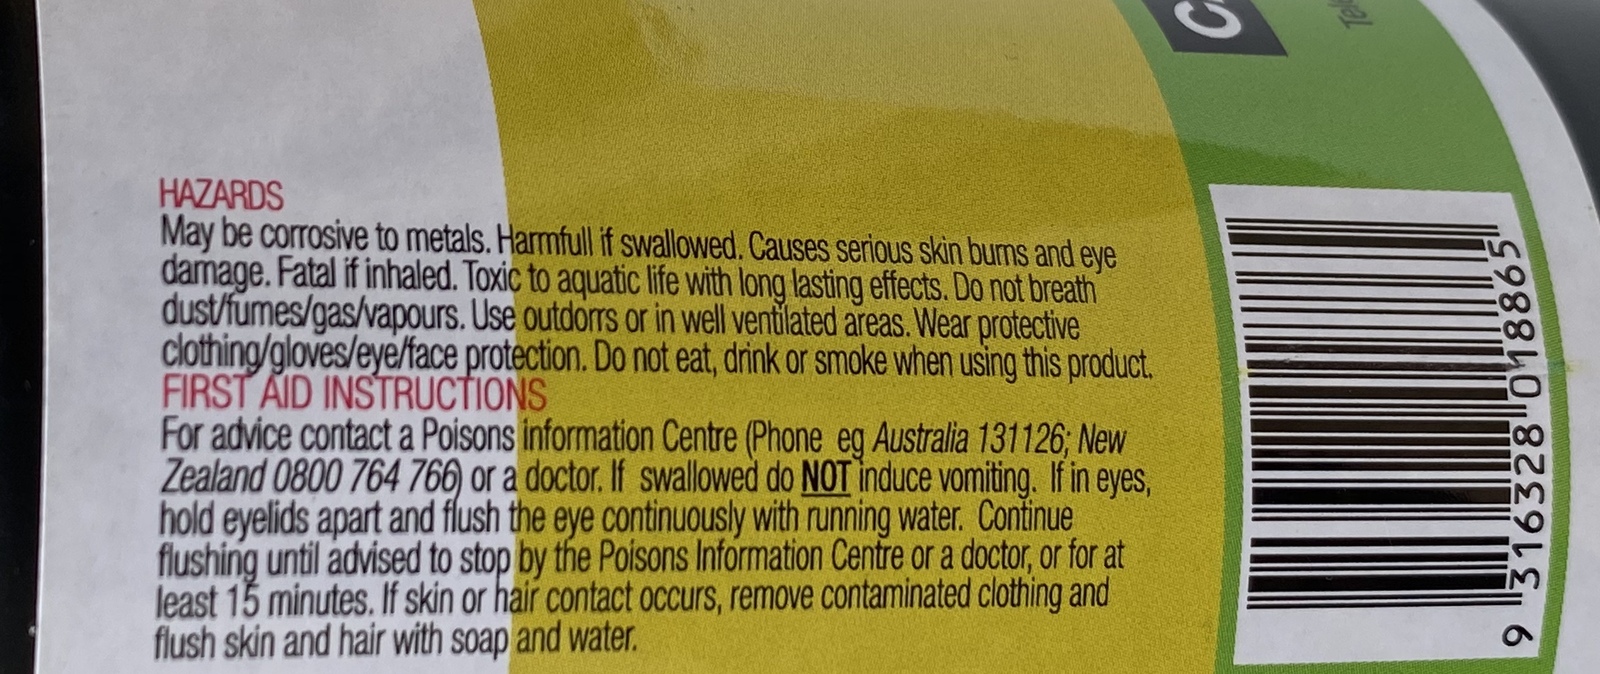 HAZARDS
May be corrosive to metals. Harmfull if swallowed. Causes serious skin burns and eye
damage. Fatal if inhaled. Toxic to aquatic life with long lasting effects. Do not breath
dust/fumes/gas/vapours. Use outdorrs or in well ventilated areas. Wear protective
clothing/gloves/eye/face protection. Do not eat, drink or smoke when using this product.
FIRST AID INSTRUCTIONS
For advice contact a Poisons information Centre (Phone eg Australia 131126; New
Zealand 0800 764 766) or a doctor. If swallowed do NOT induce vomiting. If in eyes,
hold eyelids apart and flush the eye continuously with running water. Continue
flushing until advised to stop by the Poisons Information Centre or a doctor, or for at
least 15 minutes. If skin or hair contact occurs, remove contaminated clothing and
flush skin and hair with soap and water.
9 316328 018865